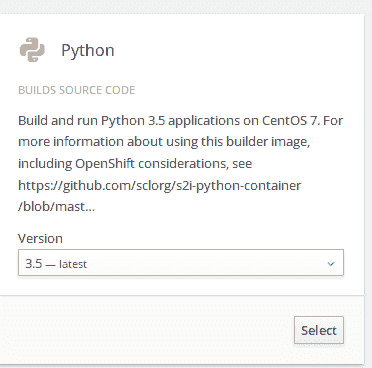 Python
BUILDS SOURCE CODE
Build and run Python 3.5 applications on CentOS 7. For
more information about using this builder image,
including OpenShift considerations, see
https://github.com/sclorg/s2i-python-container
/blob/mast...
Version
3.5 — latest
Select